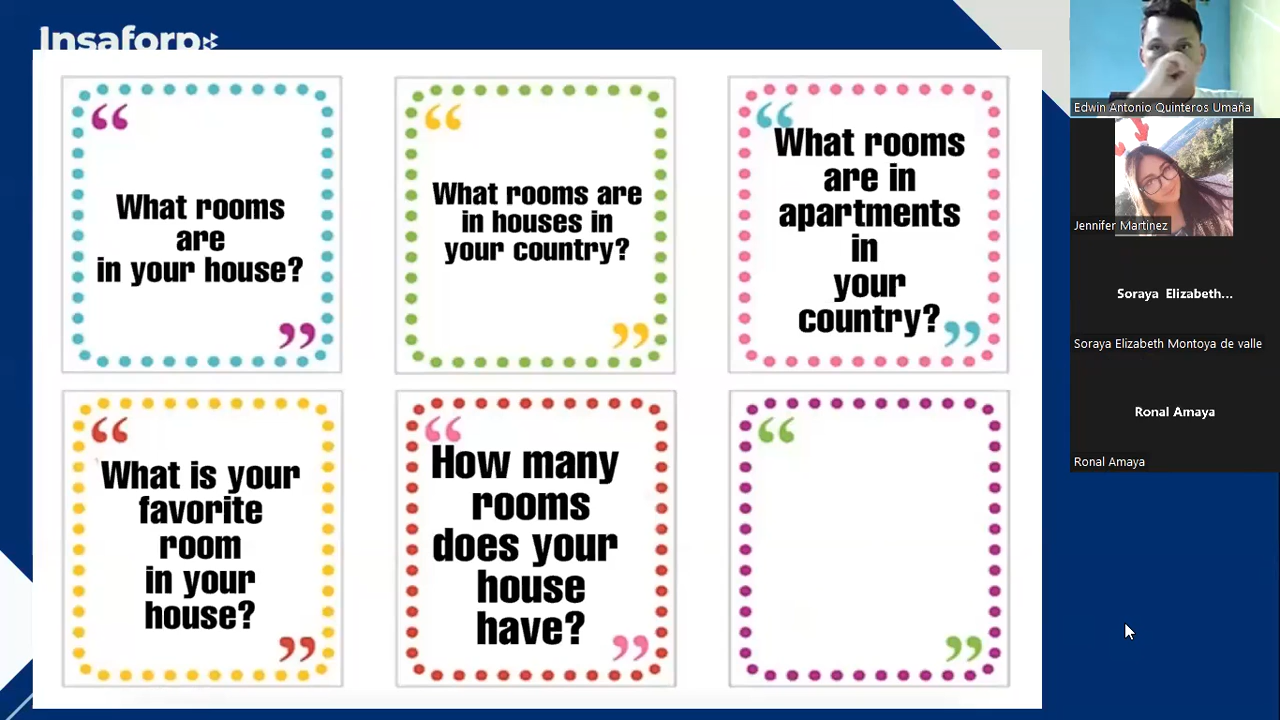 Insaforp
“
What rooms
are
in your house?
”
“
What rooms are
in houses in
your country?
”
“
What rooms
are in
apartments
in
your
country?
”
“
What is your
favorite
room
in your
house?
”
“
How many
rooms
does your
house
have?
”
“
”
Edwin Antonio Quinteros Umaña
Jennifer Martinez
Soraya Elizabeth...
Soraya Elizabeth Montoya de valle
Ronal Amaya
Ronal Amaya